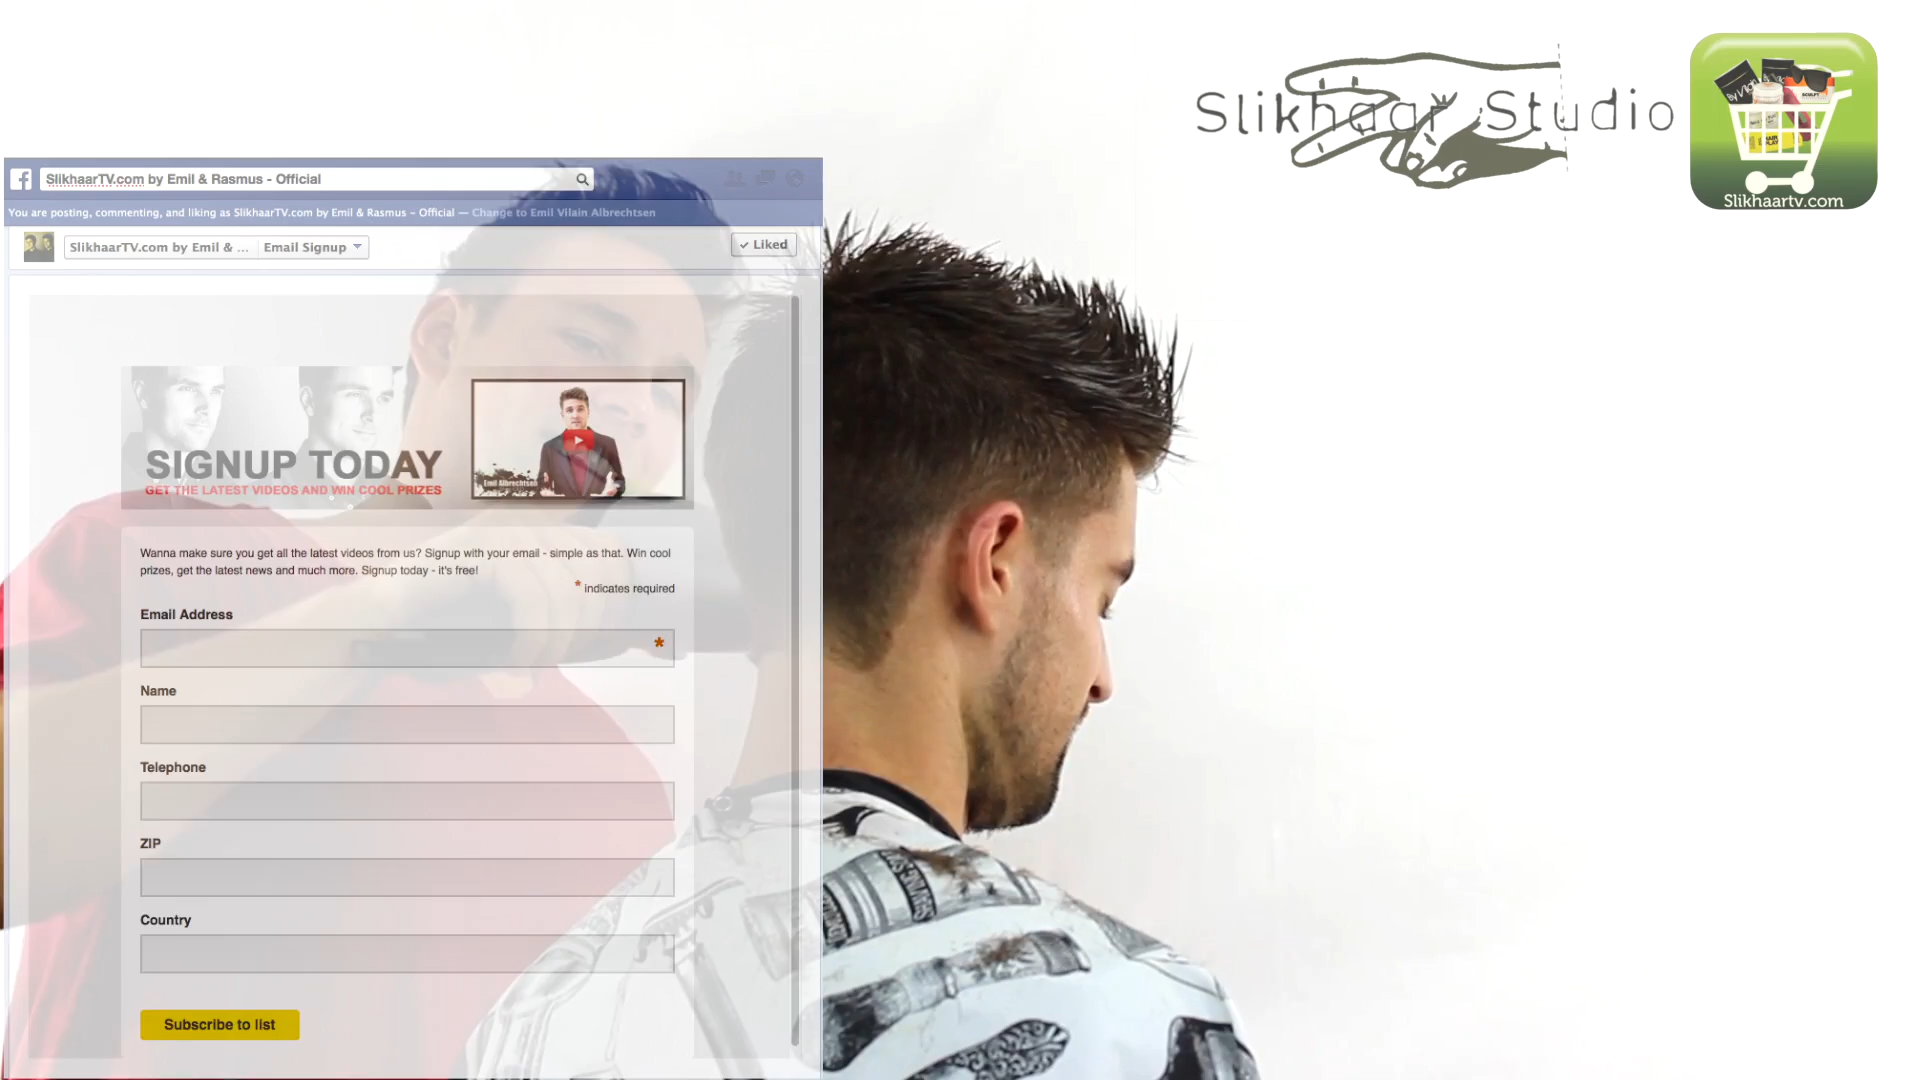 Slikhaar Studio
By Vilain
SCULPT
Slikhaartv.com
SlikhaarTV.com by Emil & Rasmus - Official
You are posting, commenting, and liking as SlikhaarTV.com by Emil & Rasmus - Official — Change to Emil Vilain Albrechtsen
SlikhaarTV.com by Emil & ... Email Signup
Liked
SIGNUP TODAY
GET THE LATEST VIDEOS AND WIN COOL PRIZES
Emil Albrechtsen
Wanna make sure you get all the latest videos from us? Signup with your email - simple as that. Win cool
prizes, get the latest news and much more. Signup today - it's free!
* indicates required
Email Address
*
Name
Telephone
ZIP
Country
Subscribe to list